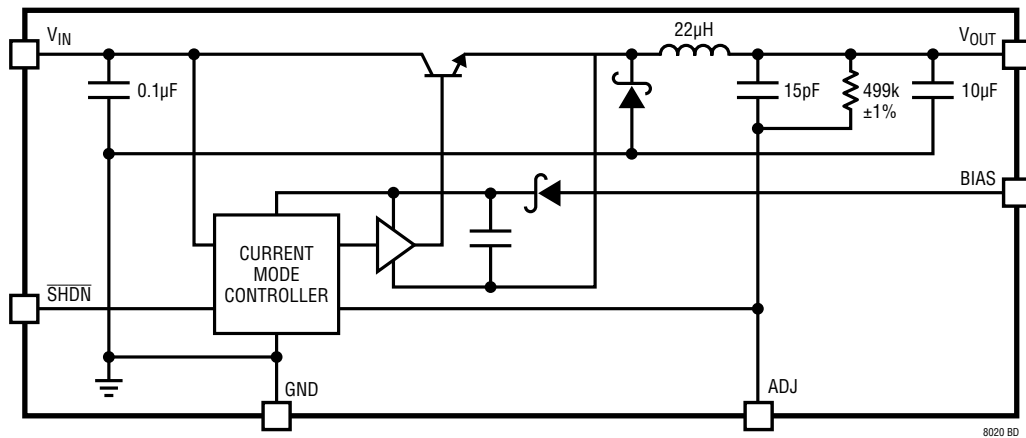 V_IN
22µH
V_OUT
0.1µF
15pF
499k
±1%
10µF
BIAS
CURRENT
MODE
CONTROLLER
SHDN
GND
ADJ
8020 BD